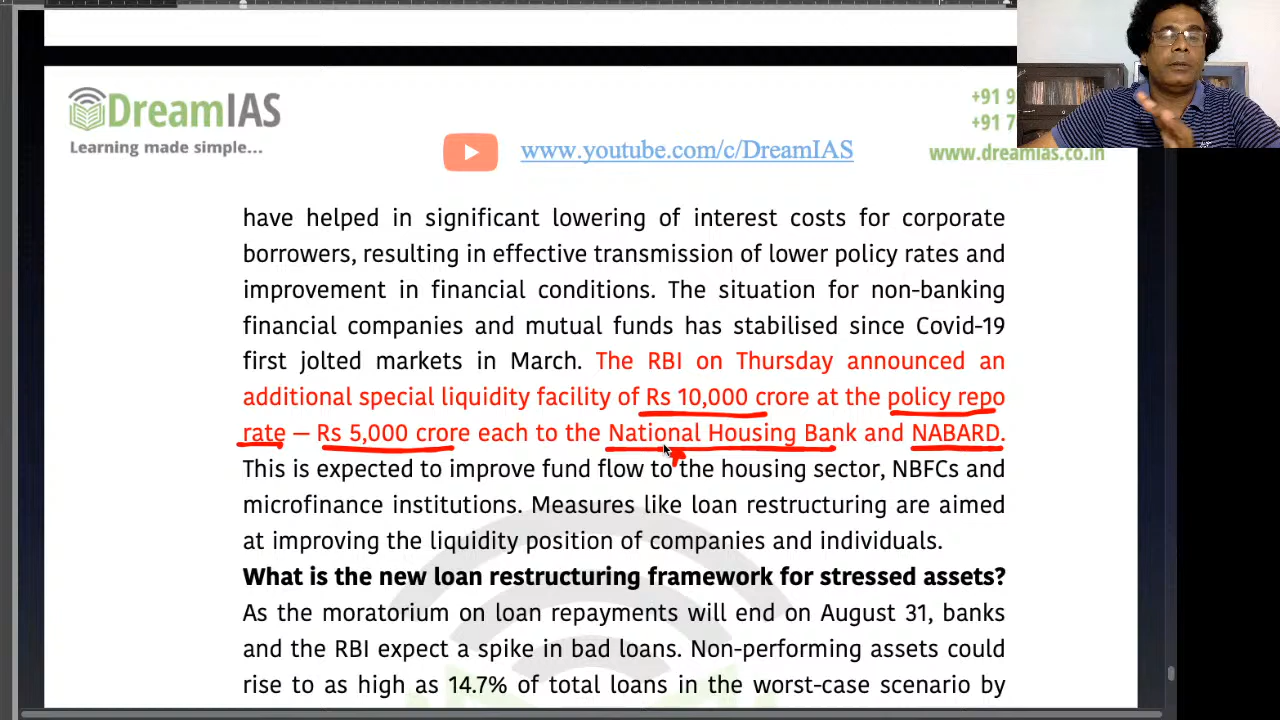 DreamIAS
Learning made simple...
+91 9
+91 7
www.youtube.com/c/DreamIAS
www.dreamias.co.in
have helped in significant lowering of interest costs for corporate
borrowers, resulting in effective transmission of lower policy rates and
improvement in financial conditions. The situation for non-banking
financial companies and mutual funds has stabilised since Covid-19
first jolted markets in March. The RBI on Thursday announced an
additional special liquidity facility of Rs 10,000 crore at the policy repo
rate — Rs 5,000 crore each to the National Housing Bank and NABARD.
This is expected to improve fund flow to the housing sector, NBFCs and
microfinance institutions. Measures like loan restructuring are aimed
at improving the liquidity position of companies and individuals.
What is the new loan restructuring framework for stressed assets?
As the moratorium on loan repayments will end on August 31, banks
and the RBI expect a spike in bad loans. Non-performing assets could
rise to as high as 14.7% of total loans in the worst-case scenario by